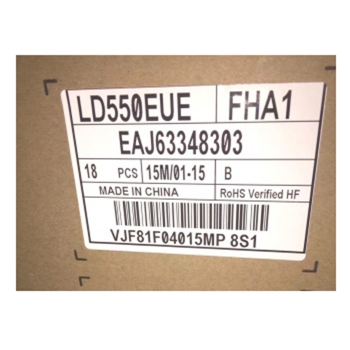 LD550EUE FHA1
EAJ63348303
18 PCS 15M/01-15 B
MADE IN CHINA RoHS Verified HF
VJF81F04015MP 8S1